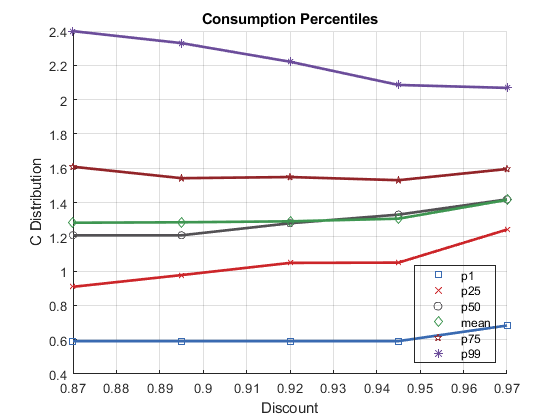 Consumption Percentiles
2.4
2.2
2
1.8
1.6
1.4
1.2
1
0.8
0.6
0.4
C Distribution
p1
p25
p50
mean
p75
p99
0.87 0.88 0.89 0.9 0.91 0.92 0.93 0.94 0.95 0.96 0.97
Discount